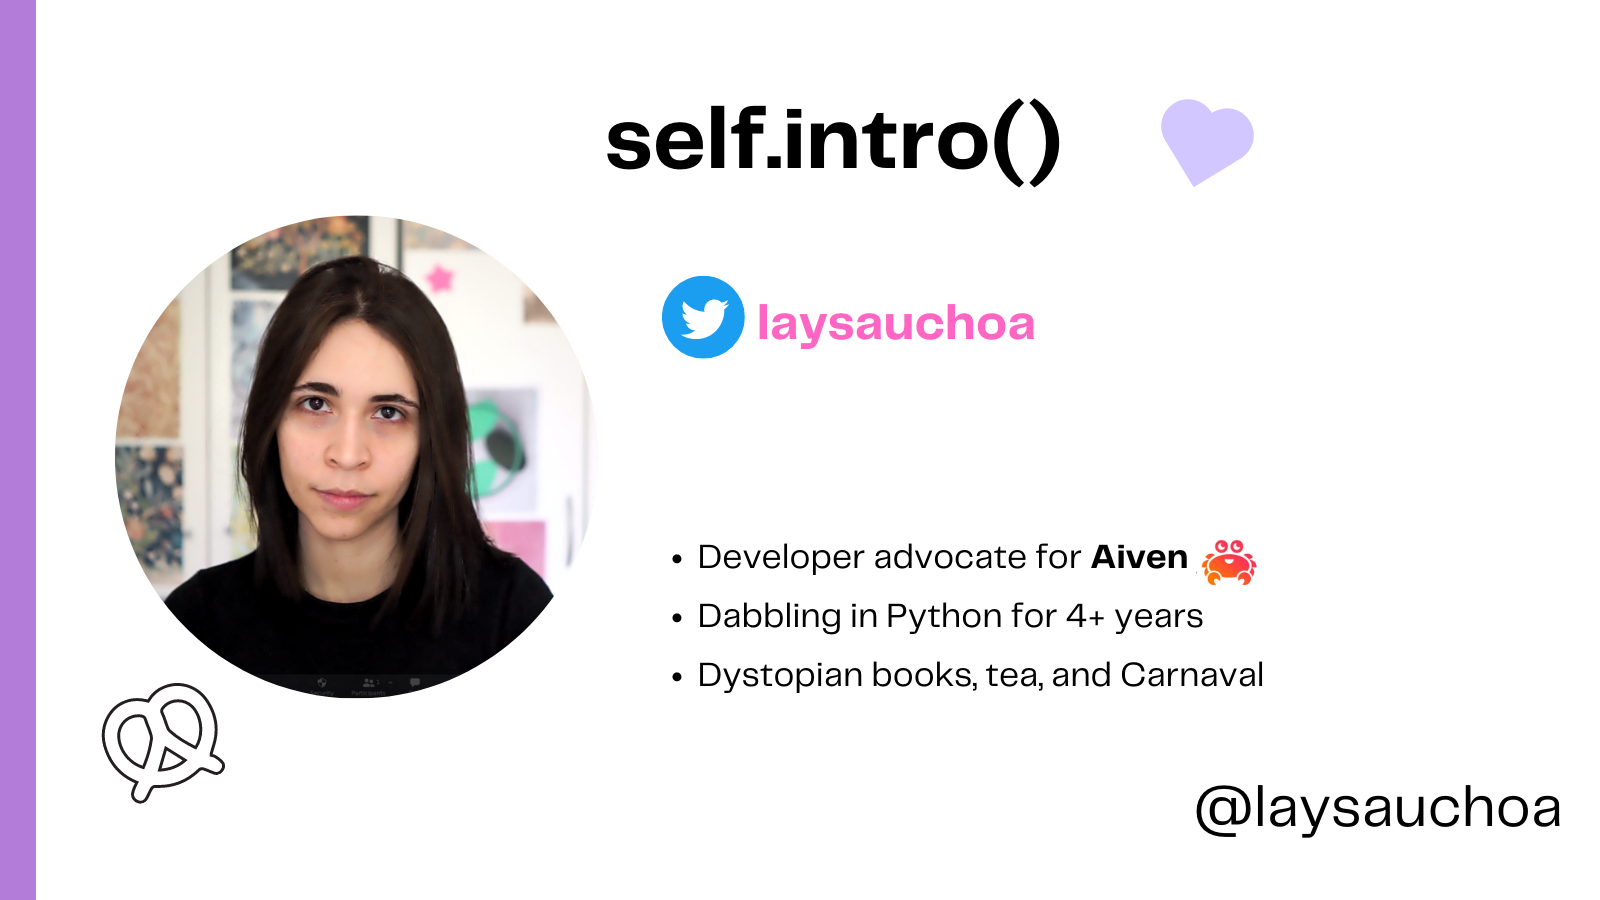 self.intro()
laysauchoa
• Developer advocate for Aiven
• Dabbling in Python for 4+ years
• Dystopian books, tea, and Carnaval
Participants
@laysauchoa